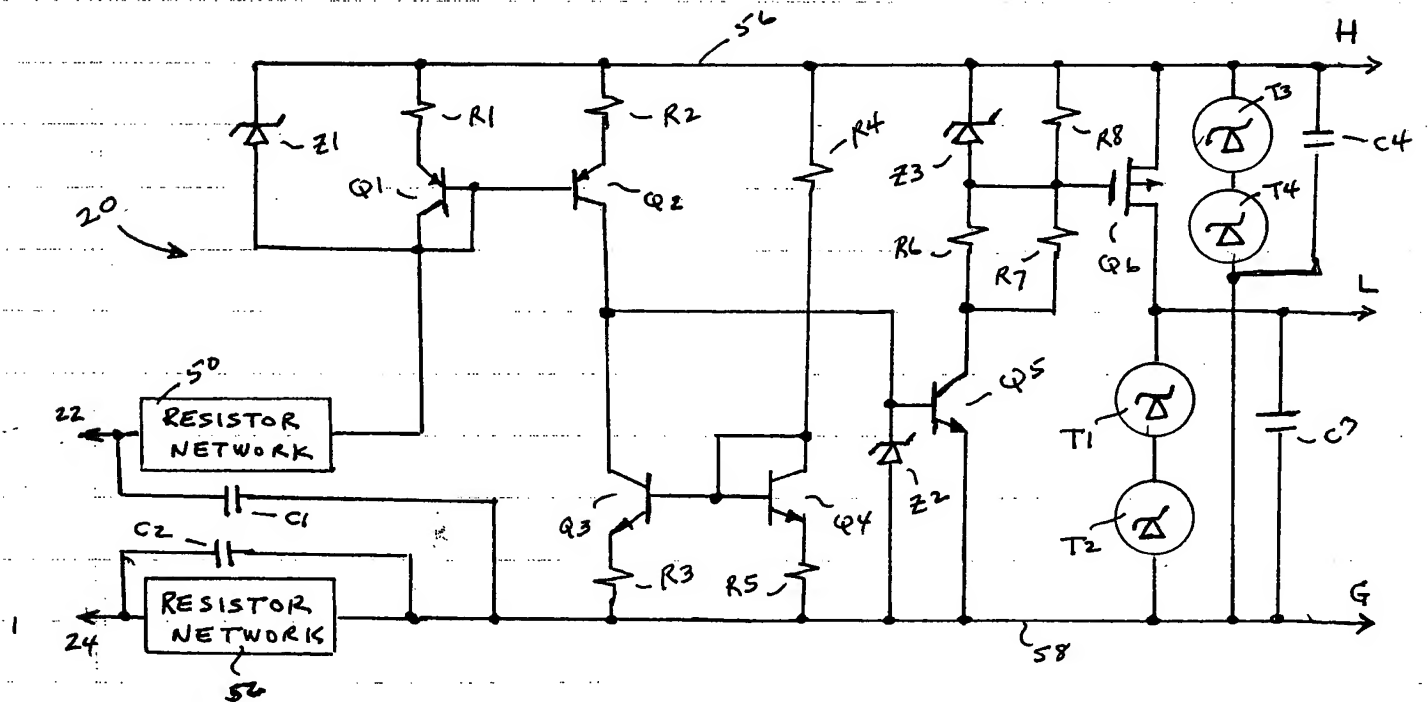 56
H
R1
R2
R4
R8
T3
C4
Z1
Q1
Q2
Z3
T4
20
R6
R7
Q6
L
50
22
RESISTOR
NETWORK
Q5
T1
C3
Z2
C1
Q3
Q4
C2
T2
R3
R5
RESISTOR
NETWORK
G
24
58